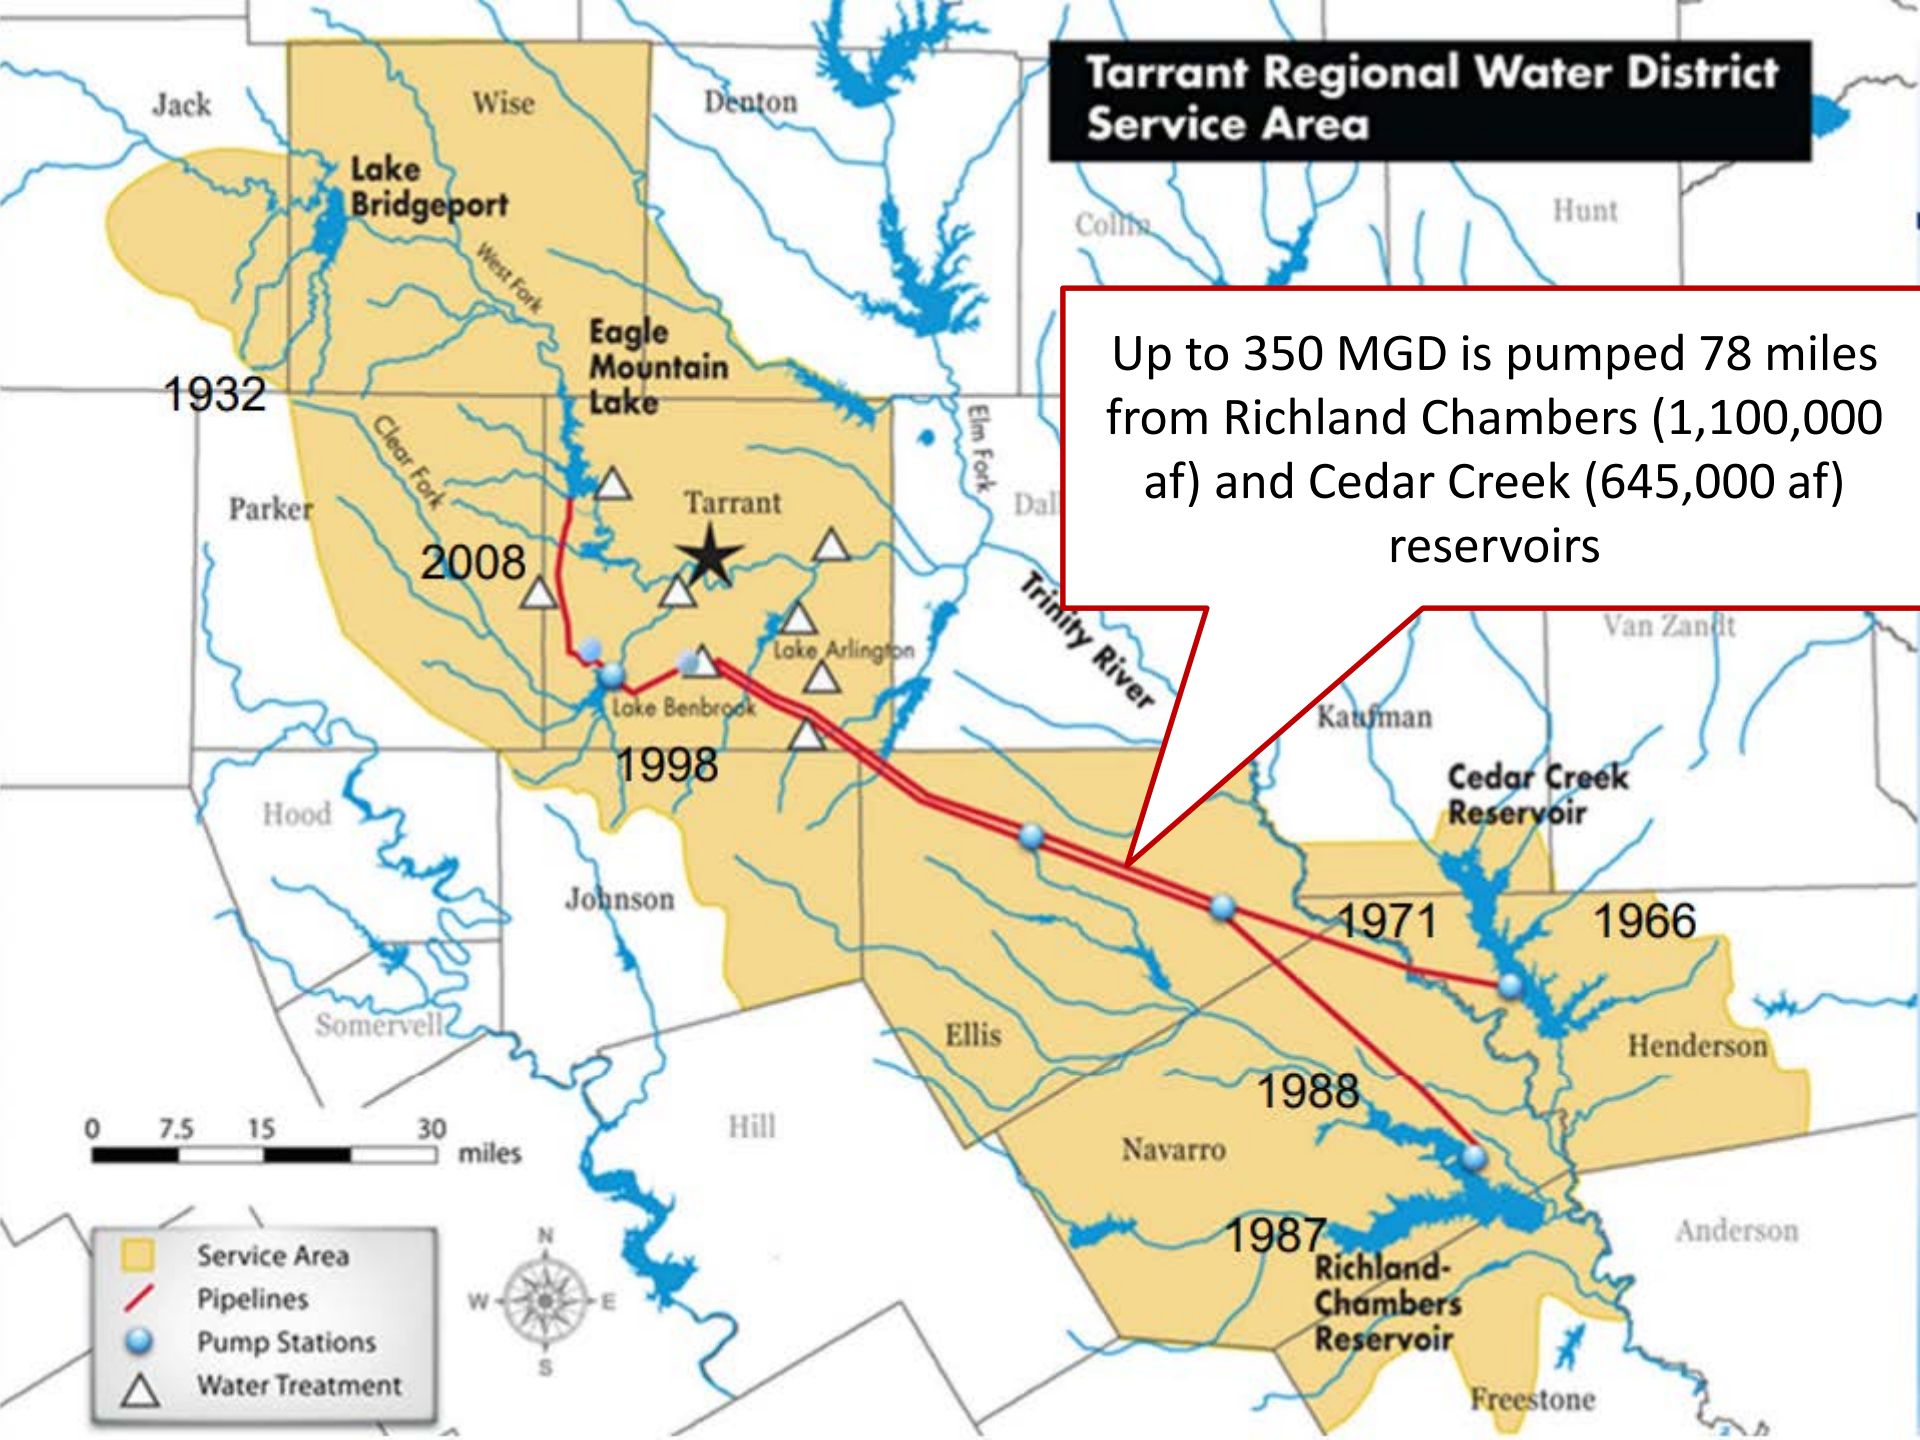 Tarrant Regional Water District
Service Area
Jack
Wise
Denton
Lake
Bridgeport
Collin
Hunt
West Fork
Up to 350 MGD is pumped 78 miles
from Richland Chambers (1,100,000
af) and Cedar Creek (645,000 af)
reservoirs
Eagle
Mountain
Lake
1932
Clear Fork
Elm Fork
Parker
Tarrant
Dal
2008
Trinity River
Van Zandt
Lake Arlington
Lake Benbrook
Kaufman
1998
Cedar Creek
Reservoir
Hood
Johnson
1971
1966
Somervell
Ellis
Henderson
1988
Hill
Navarro
0 7.5 15 30
miles
1987
Anderson
Richland-
Chambers
Reservoir
Service Area
Pipelines
Pump Stations
Water Treatment
N
W
E
S
Freestone